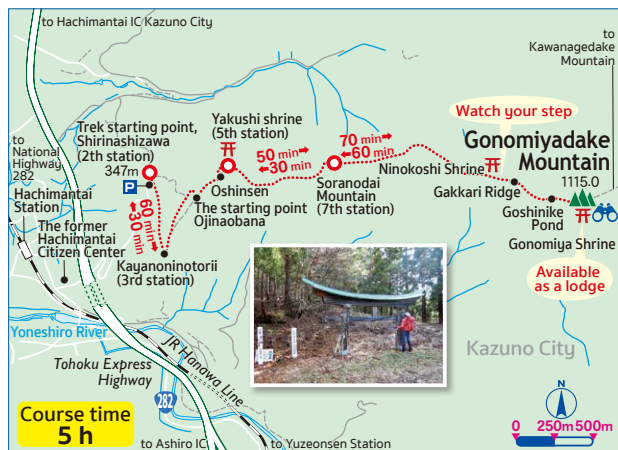 to Hachimantai IC Kazuno City
to
Kawanagedake
Mountain
Trek starting point,
Shirinashizawa
(2th station)
347m
P
Yakushi shrine
(5th station)
Watch your step
to
National
Highway
282
Hachimantai
Station
The former
Hachimantai
Citizen Center
60 min
30 min
50 min
30 min
70 min
60 min
Oshinsen
The starting point
Ojinaobana
Kayanoninotorii
(3rd station)
Soranodai
Mountain
(7th station)
Ninokoshi Shrine
Gakkari Ridge
Gonomiyadake
Mountain
1115.0
Goshinike
Pond
Gonomiya Shrine
Available
as a lodge
Yoneshiro River
JR Hanawa Line
Tohoku Express
Highway
282
Kazuno City
Course time
5 h
to Ashiro IC
to Yuzeonsen Station
N
0 250m 500m